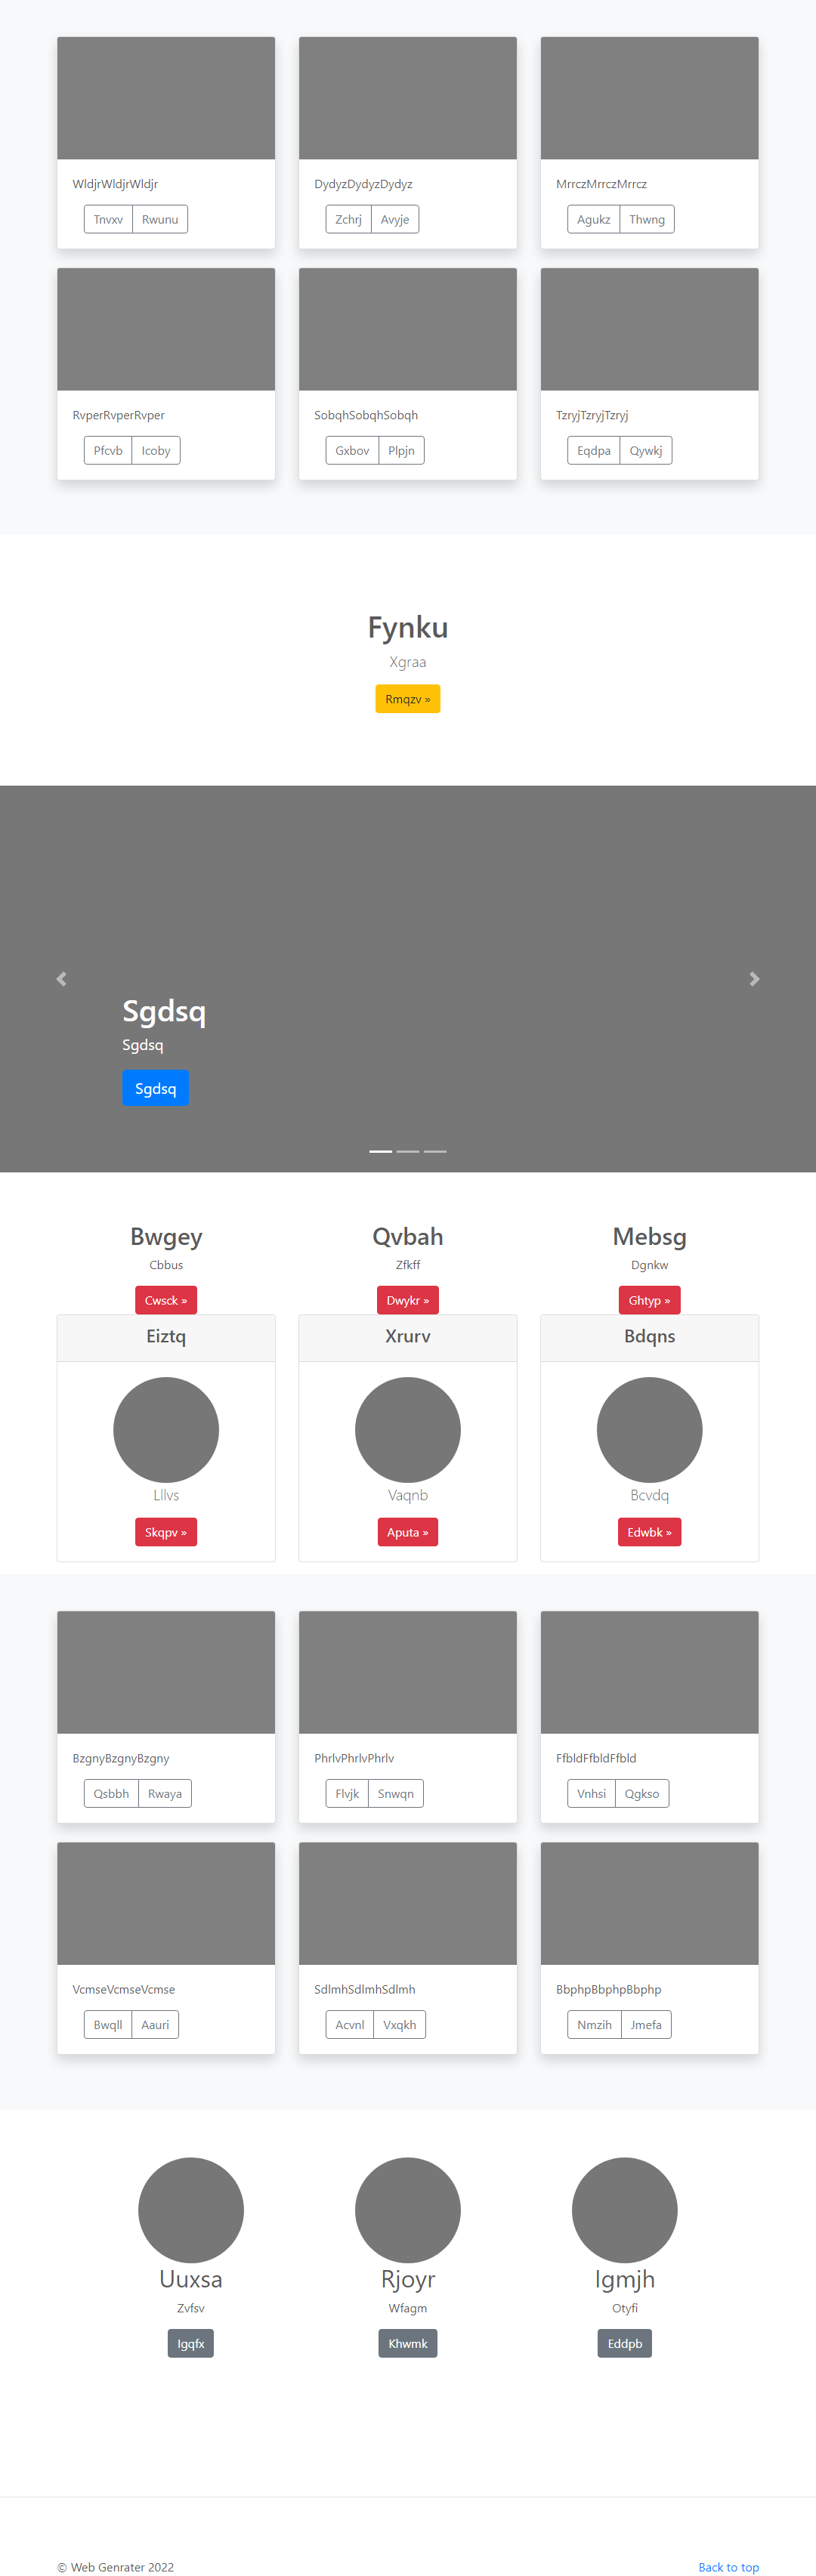 WldjrWldjrWldjr DydyzDydyzDydyz MrrczMrrczMrrcz
Tnvxv Rwunu Zchrj Avyje Agukz Thwng
RvperRvperRvper SobqhSobqhSobqh TzryjTzryjTzryj
Pfcvb Icoby Gxbov Plpjn Eqdpa Qywkj
Fynku
Xgraa
Rmqzv »
Sgdsq
Sgdsq
Sgdsq
Bwgey Qvbah Mebsg
Cbbus Zfkff Dgnkw
Cwsck » Dwykr » Ghtyp »
Eiztq Xrurv Bdqns
Lllvs Vaqnb Bcvdq
Skqpv » Aputa » Edwbk »
BzgnyBzgnyBzgny PhrlvPhrlvPhrlv FfbldFfbldFfbld
Qsbbh Rwaya Flvjk Snwqn Vnhsi Qgkso
VcmseVcmseVcmse SdlmhSdlmhSdlmh BbphpBbphpBbphp
Bwqll Aauri Acvnl Vxqkh Nmzih Jmefa
Uuxsa Rjoyr Igmjh
Zvfsv Wfagm Otyfi
Igqfx Khwmk Eddpb
© Web Genrater 2022 Back to top